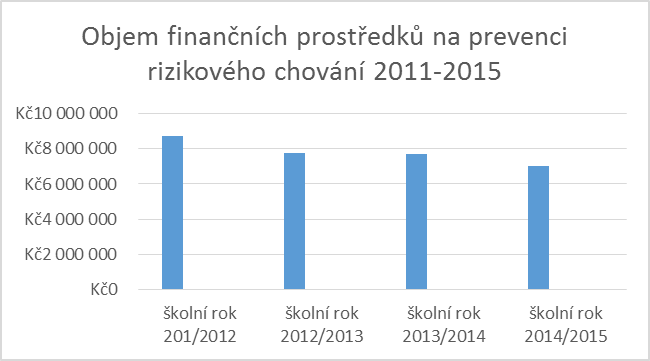 Objem finančních prostředků na prevenci
rizikového chování 2011-2015
Kč10 000 000
Kč8 000 000
Kč6 000 000
Kč4 000 000
Kč2 000 000
Kč0
školní rok
201/2012
školní rok
2012/2013
školní rok
2013/2014
školní rok
2014/2015